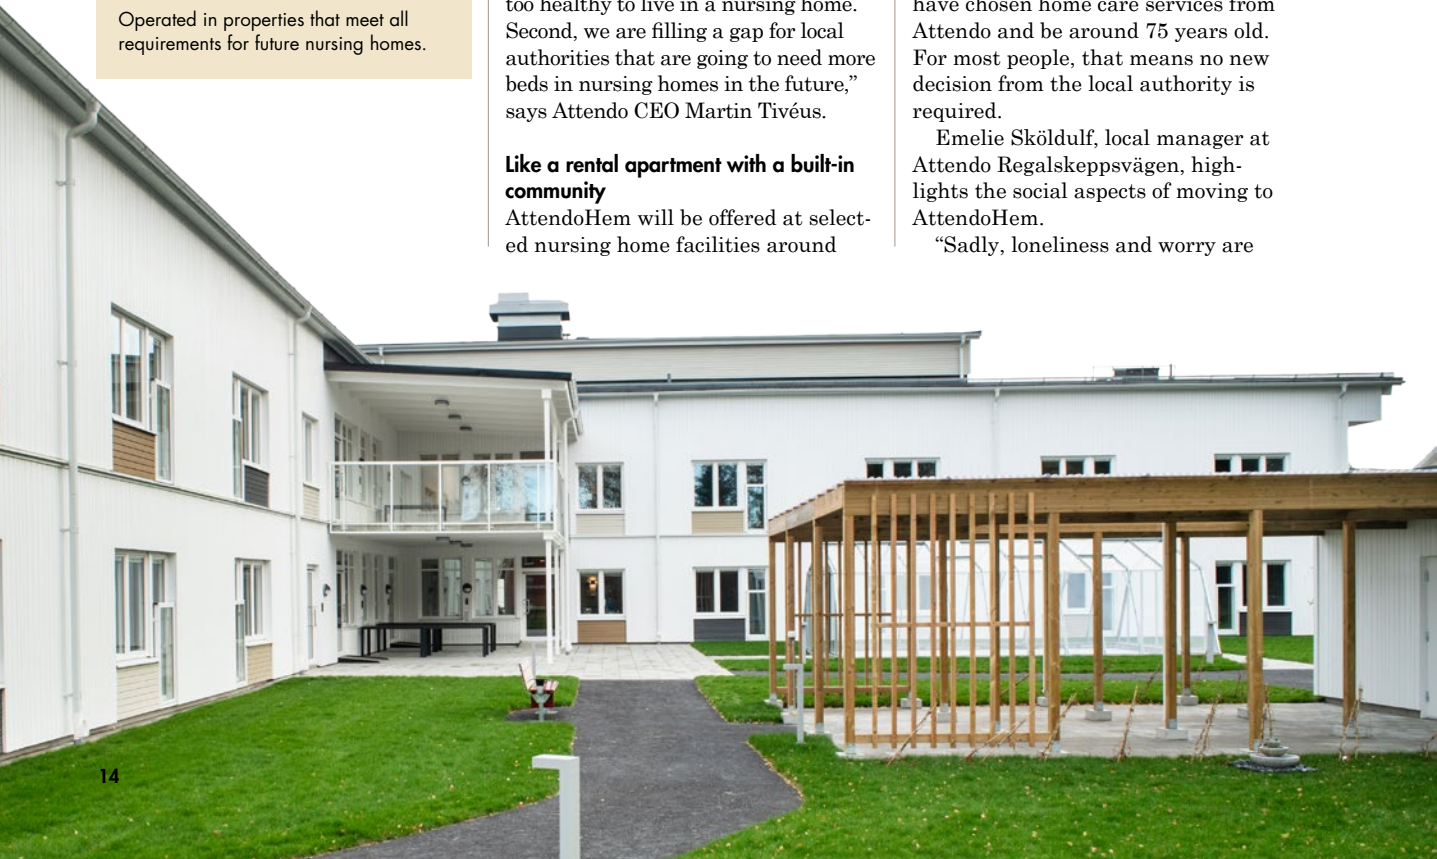 Operated in properties that meet all
requirements for future nursing homes.
too healthy to live in a nursing home.
Second, we are filling a gap for local
authorities that are going to need more
beds in nursing homes in the future,”
says Attendo CEO Martin Tivéus.
Like a rental apartment with a built-in
community
AttendoHem will be offered at select-
ed nursing home facilities around
have chosen home care services from
Attendo and be around 75 years old.
For most people, that means no new
decision from the local authority is
required.
Emelie Sköldulf, local manager at
Attendo Regalskeppsvägen, high-
lights the social aspects of moving to
AttendoHem.
“Sadly, loneliness and worry are
14